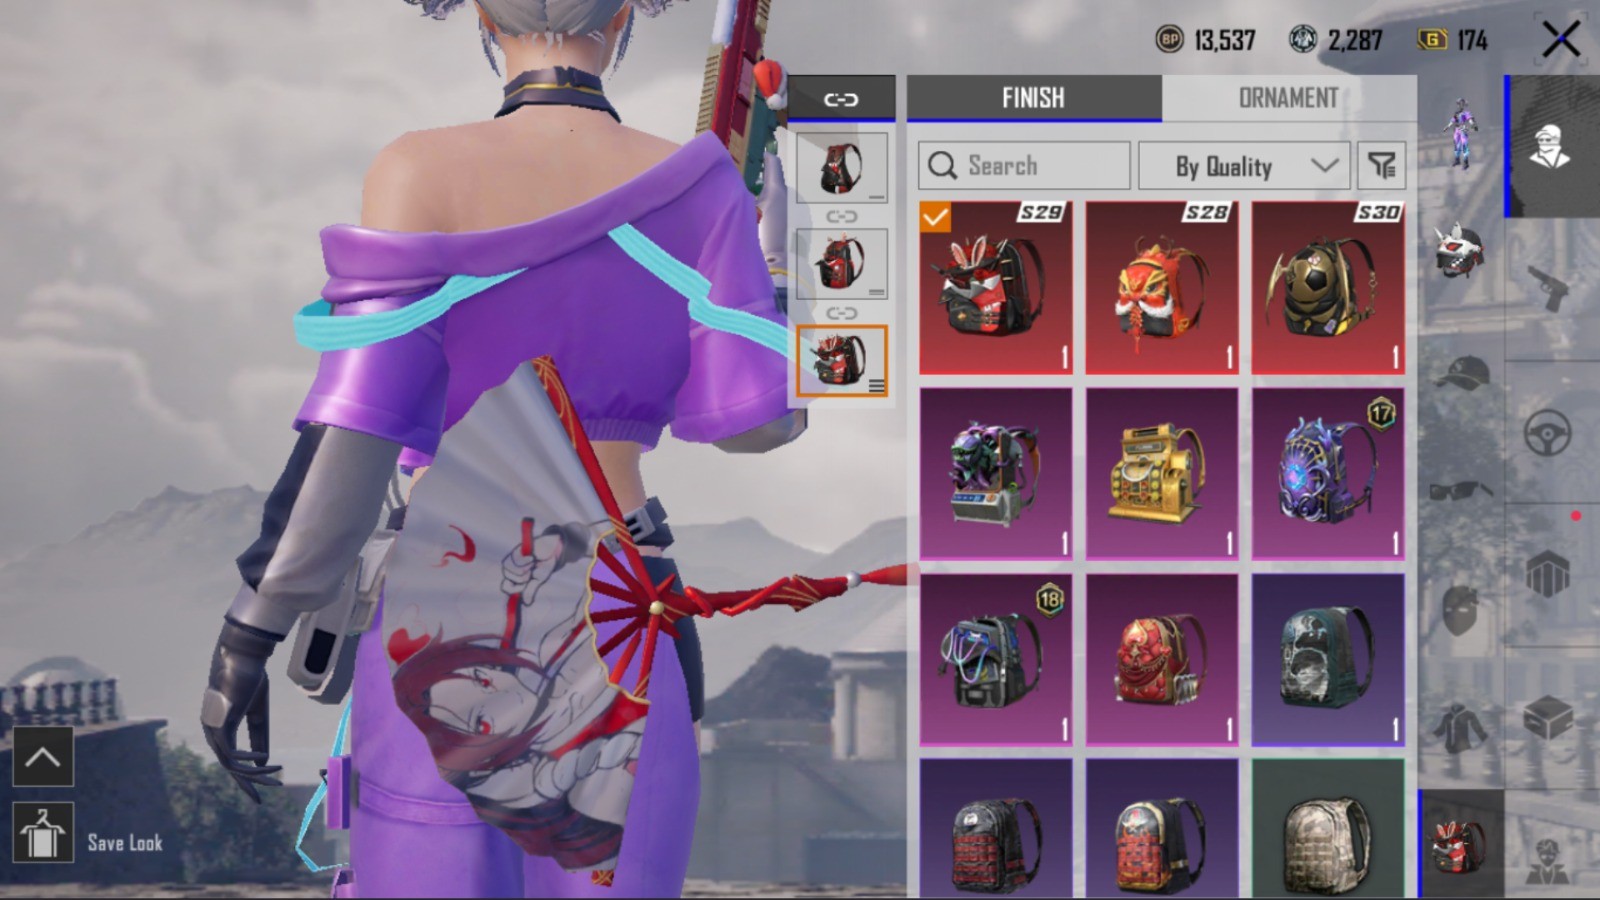 BP 13,537 2,287 G 174
FINISH ORNAMENT
Search By Quality
S29 S28 S30
1 1 1
17
1 1 1
18
1 1 1
Save Look